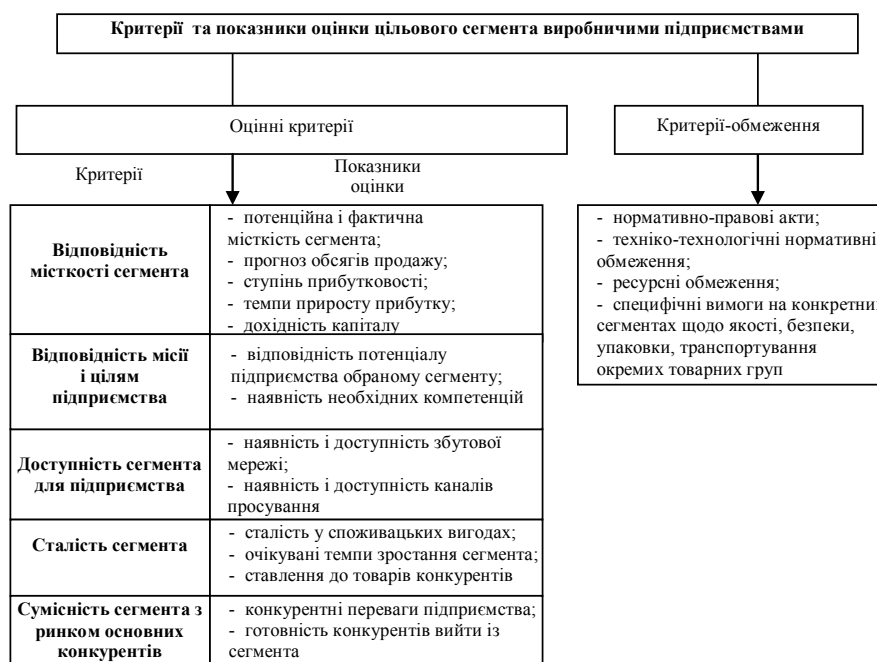 Критерії та показники оцінки цільового сегмента виробничими підприємствами
Оцінні критерії
Критерії-обмеження
Критерії
Показники
оцінки
Відповідність
місткості сегмента
- потенційна і фактична
місткість сегмента;
- прогноз обсягів продажу;
- ступінь прибутковості;
- темпи приросту прибутку;
- дохідність капіталу
Відповідність місії
і цілям
підприємства
- відповідність потенціалу
підприємства обраному сегменту;
- наявність необхідних компетенцій
Доступність сегмента
для підприємства
- наявність і доступність збутової
мережі;
- наявність і доступність каналів
просування
Сталість сегмента
- сталість у споживацьких вигодах;
- очікувані темпи зростання сегмента;
- ставлення до товарів конкурентів
Сумісність сегмента з
ринком основних
конкурентів
- конкурентні переваги підприємства;
- готовність конкурентів вийти із
сегмента
- нормативно-правові акти;
- техніко-технологічні нормативні
обмеження;
- ресурсні обмеження;
- специфічні вимоги на
сегментах щодо якості, безпеки,
упаковки, транспортування
окремих товарних груп